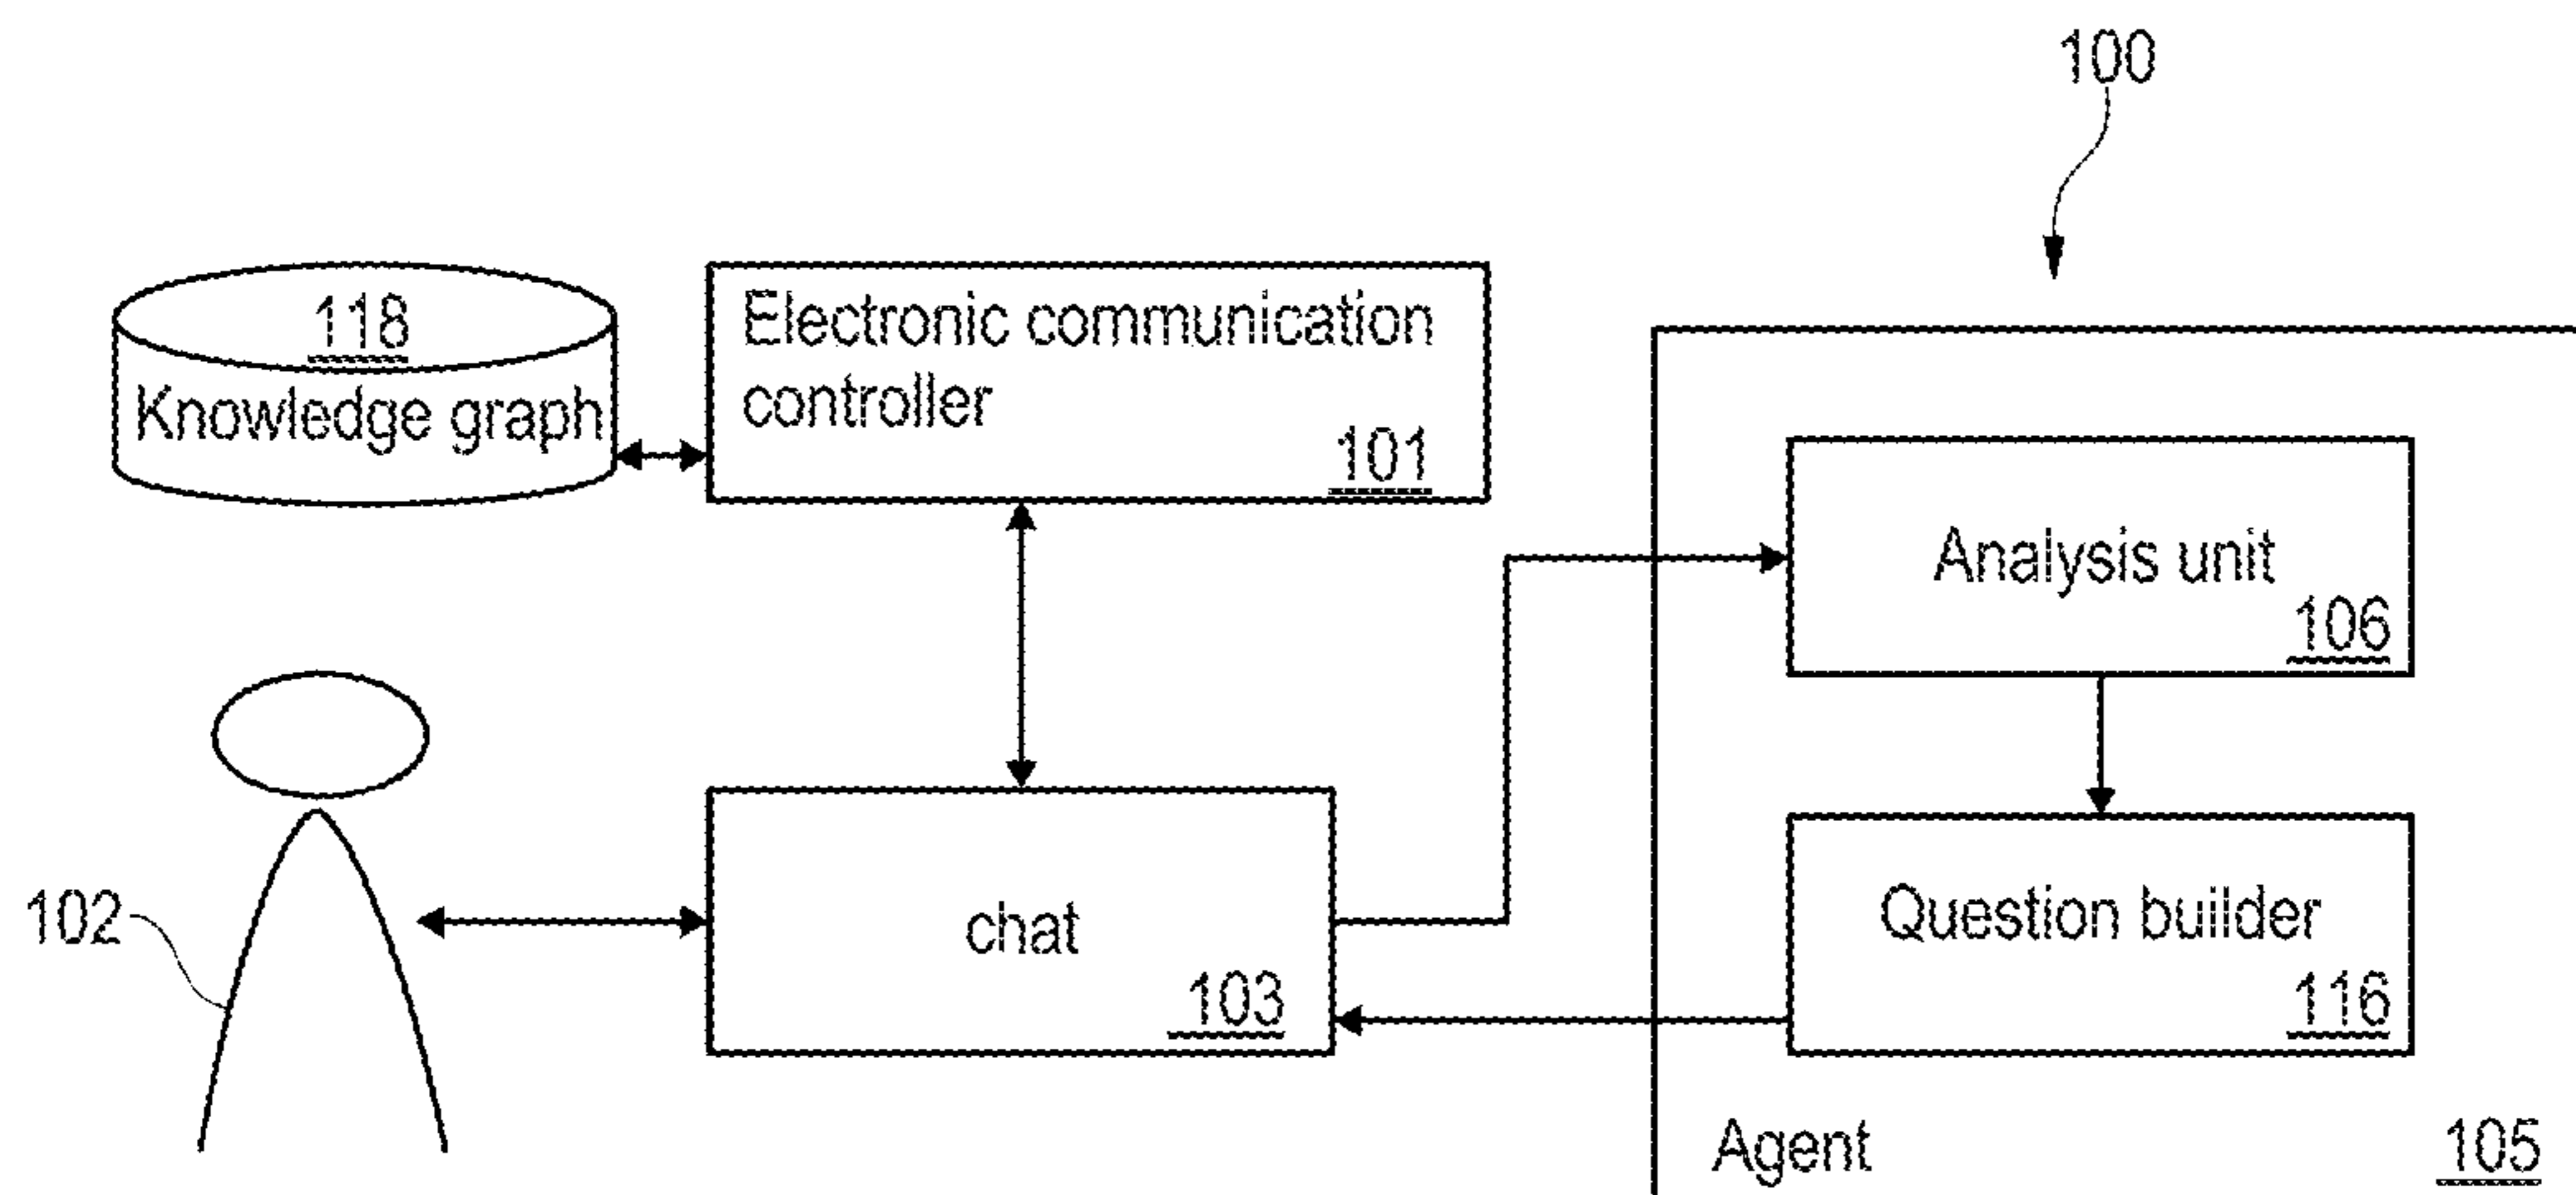 100
118
Knowledge graph
Electronic communication
controller
101
Analysis unit
106
102
chat
103
Question builder
116
Agent
105